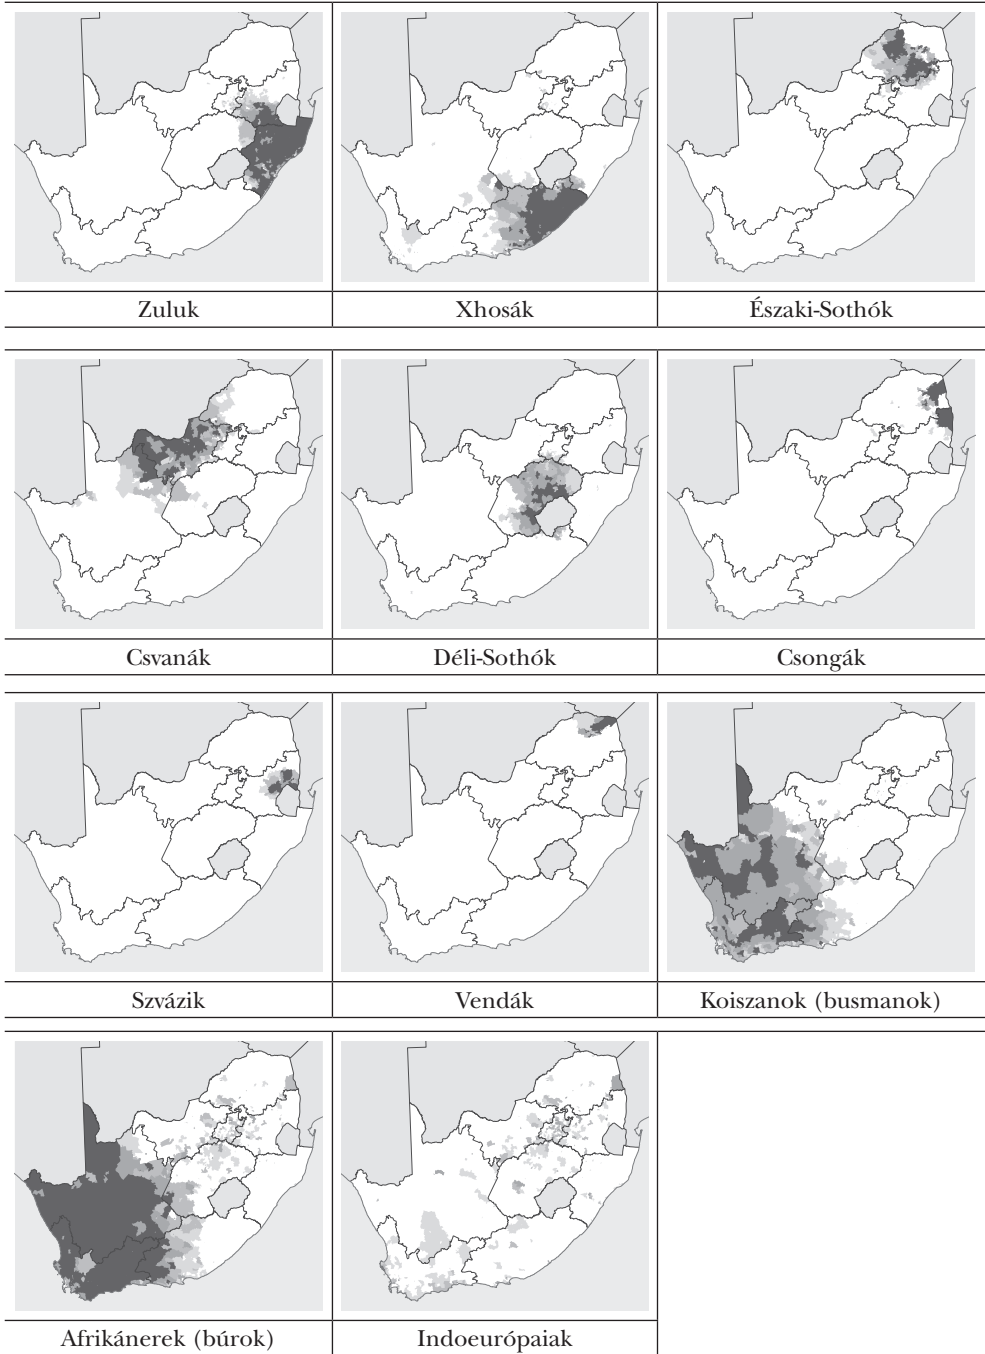 Zuluk
Xhosák
Északi-Sothók
Csvanák
Déli-Sothók
Csongák
Szvázik
Vendák
Koiszanok (busmanok)
Afrikánerek (búrok)
Indoeurópaiak